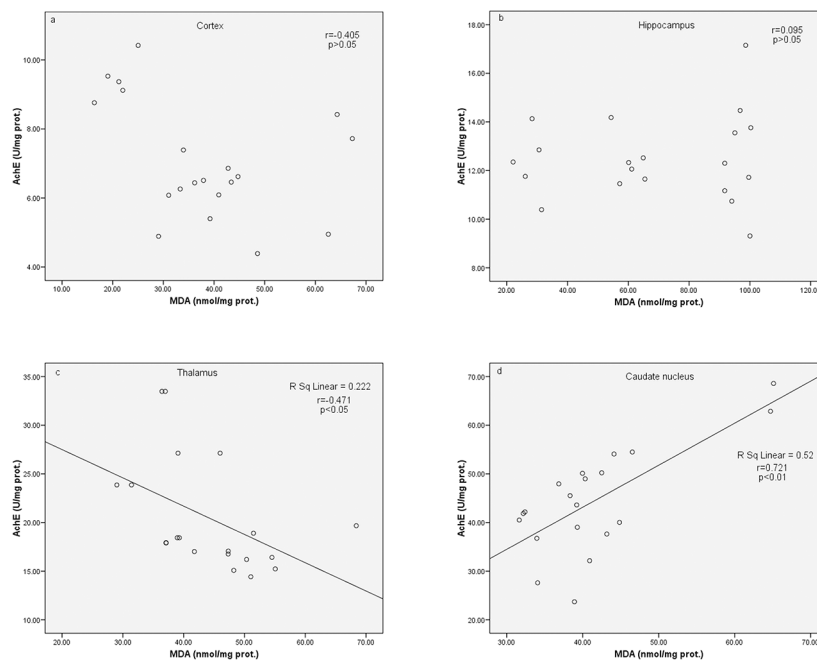 a
Cortex
r=-0.405
p>0.05
10.00
8.00
6.00
4.00
AchE (U/mg prot.)
10.00 20.00 30.00 40.00 50.00 60.00 70.00
MDA (nmol/mg prot.)
b
Hippocampus
r=0.095
p>0.05
18.00
16.00
14.00
12.00
10.00
8.00
AchE (U/mg prot.)
20.00 40.00 60.00 80.00 100.00 120.0
MDA (nmol/mg prot.)
c
Thalamus
R Sq Linear = 0.222
r=-0.471
p<0.05
35.00
30.00
25.00
20.00
15.00
10.00
AchE (U/mg prot.)
20.00 30.00 40.00 50.00 60.00 70.00
MDA (nmol/mg prot.)
d
Caudate nucleus
R Sq Linear = 0.52
r=0.721
p<0.01
70.00
60.00
50.00
40.00
30.00
20.00
AchE (U/mg prot.)
30.00 40.00 50.00 60.00 70.00
MDA (nmol/mg prot.)